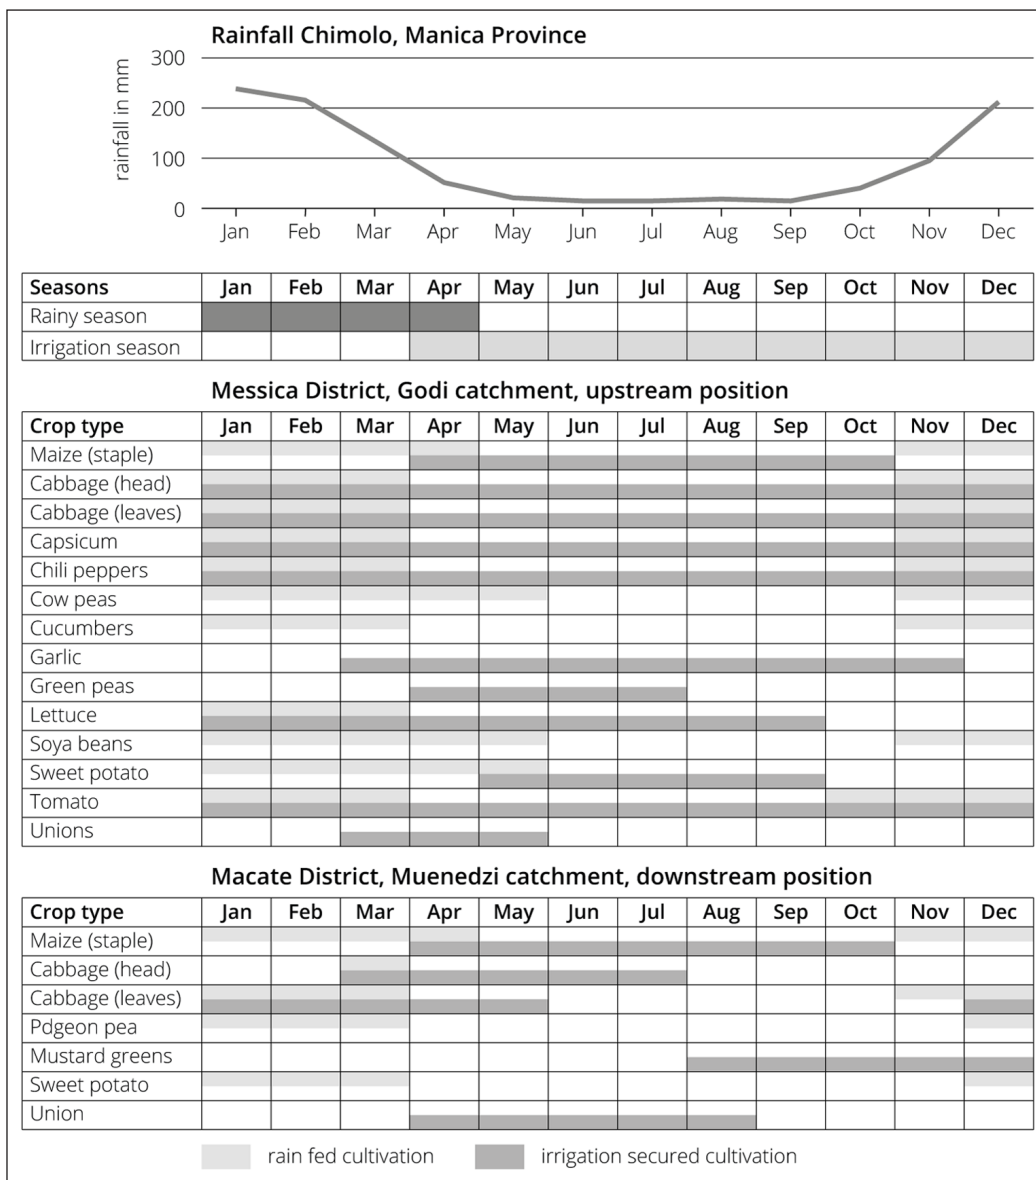 Rainfall Chimolo, Manica Province
rainfall in mm
300
200
100
0
Jan Feb Mar Apr May Jun Jul Aug Sep Oct Nov Dec
Seasons Jan Feb Mar Apr May Jun Jul Aug Sep Oct Nov Dec
Rainy season
Irrigation season
Messica District, Godi catchment, upstream position
Crop type Jan Feb Mar Apr May Jun Jul Aug Sep Oct Nov Dec
Maize (staple)
Cabbage (head)
Cabbage (leaves)
Capsicum
Chili peppers
Cow peas
Cucumbers
Garlic
Green peas
Lettuce
Soya beans
Sweet potato
Tomato
Unions
Macate District, Muenedzi catchment, downstream position
Crop type Jan Feb Mar Apr May Jun Jul Aug Sep Oct Nov Dec
Maize (staple)
Cabbage (head)
Cabbage (leaves)
Pdgeon pea
Mustard greens
Sweet potato
Union
rain fed cultivation irrigation secured cultivation